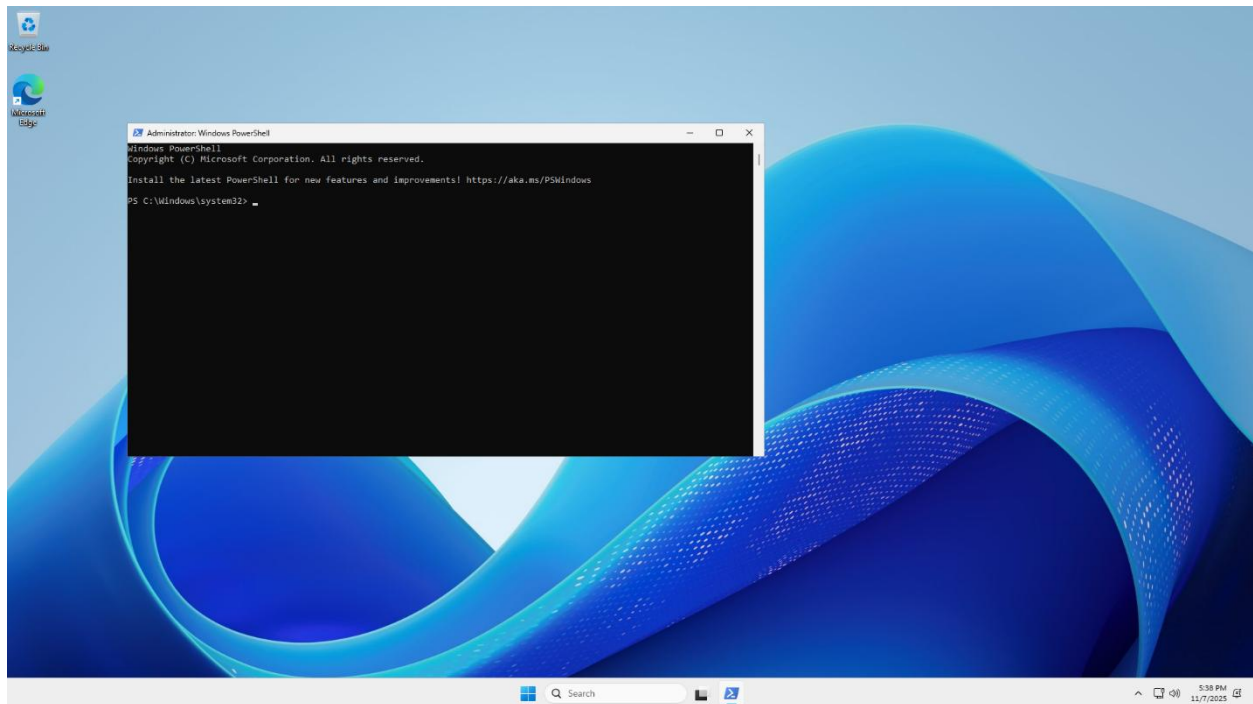 Recycle Bin
Microsoft
Edge
Administrator: Windows PowerShell
Windows PowerShell
Copyright (C) Microsoft Corporation. All rights reserved.
Install the latest PowerShell for new features and improvements! https://aka.ms/PSWindows
PS C:\Windows\system32> _
Search
5:38 PM
11/7/2025